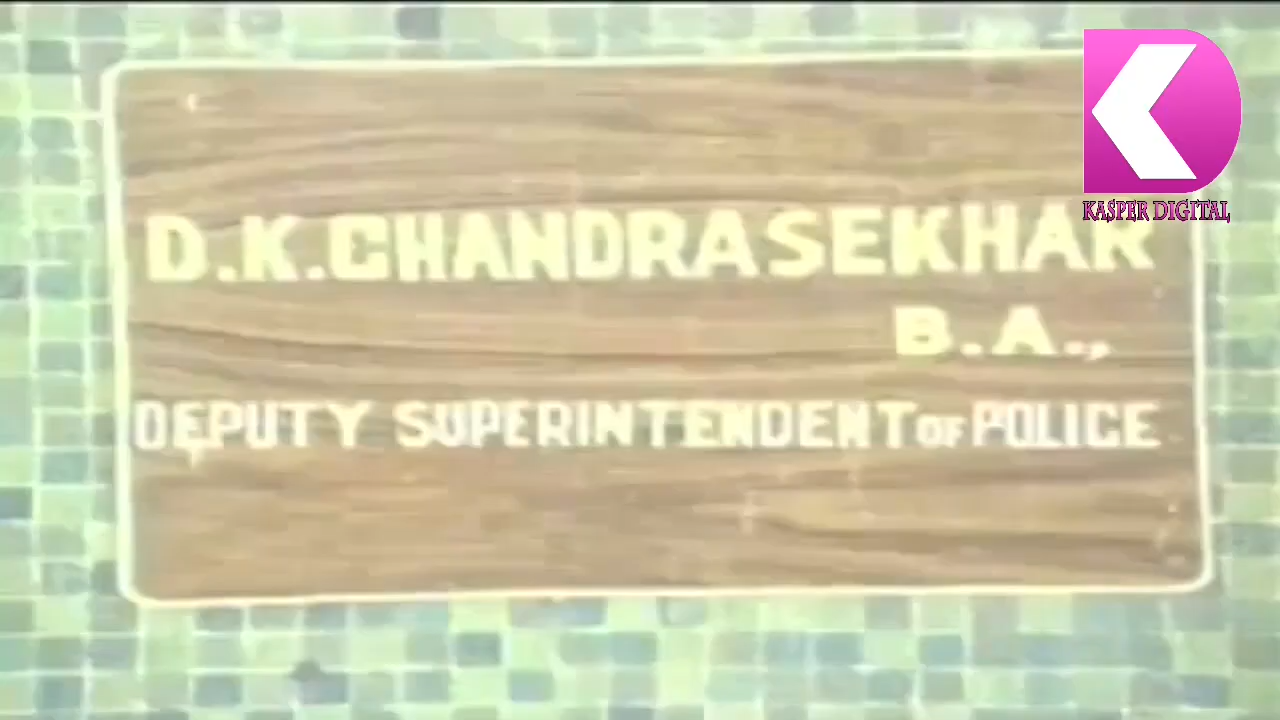 D.K.CHANDRASEKHAR
B.A.,
DEPUTY SUPERINTENDENT OF POLICE
KASPER DIGITAL